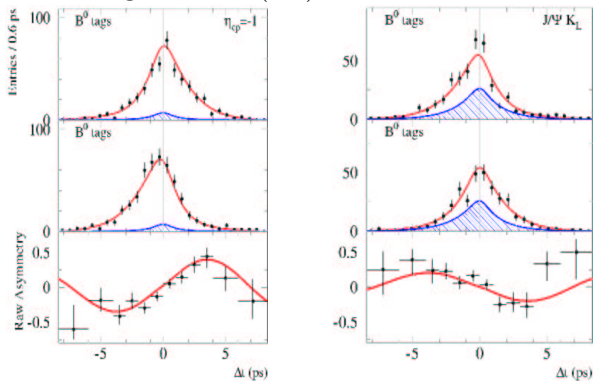 Entries / 0.6 ps
100
B⁰ tags
η_cp=-1
0
100
B⁰ tags
0
Raw Asymmetry
0.5
0
-0.5
-5
0
5
Δt (ps)
B⁰ tags
J/Ψ K_L
50
0
B⁰ tags
50
0
0.5
0
-0.5
-5
0
5
Δt (ps)